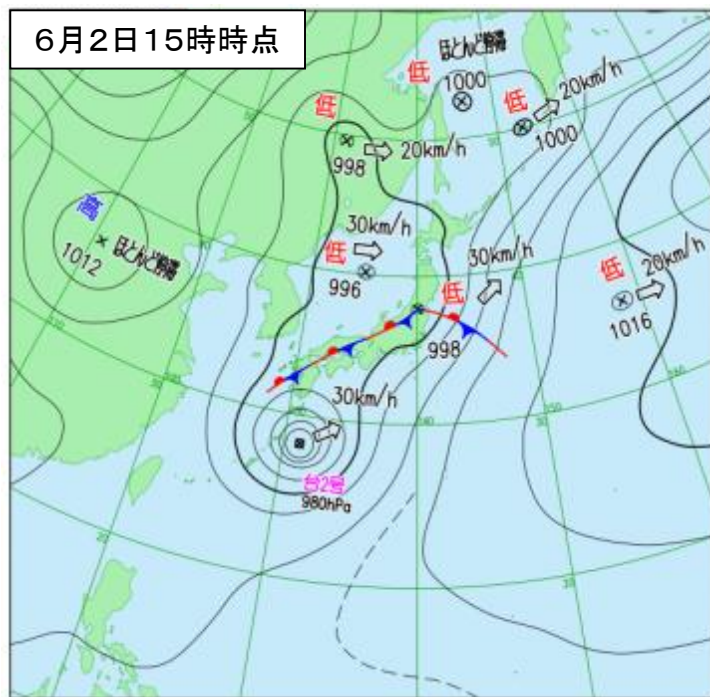 6月2日15時時点
ほとんど停滞
低
1000
低
20km/h
低
1000
低
998
20km/h
高
ほとんど停滞
1012
30km/h
低
996
30km/h
低
998
低
20km/h
1016
30km/h
台2号
980hPa